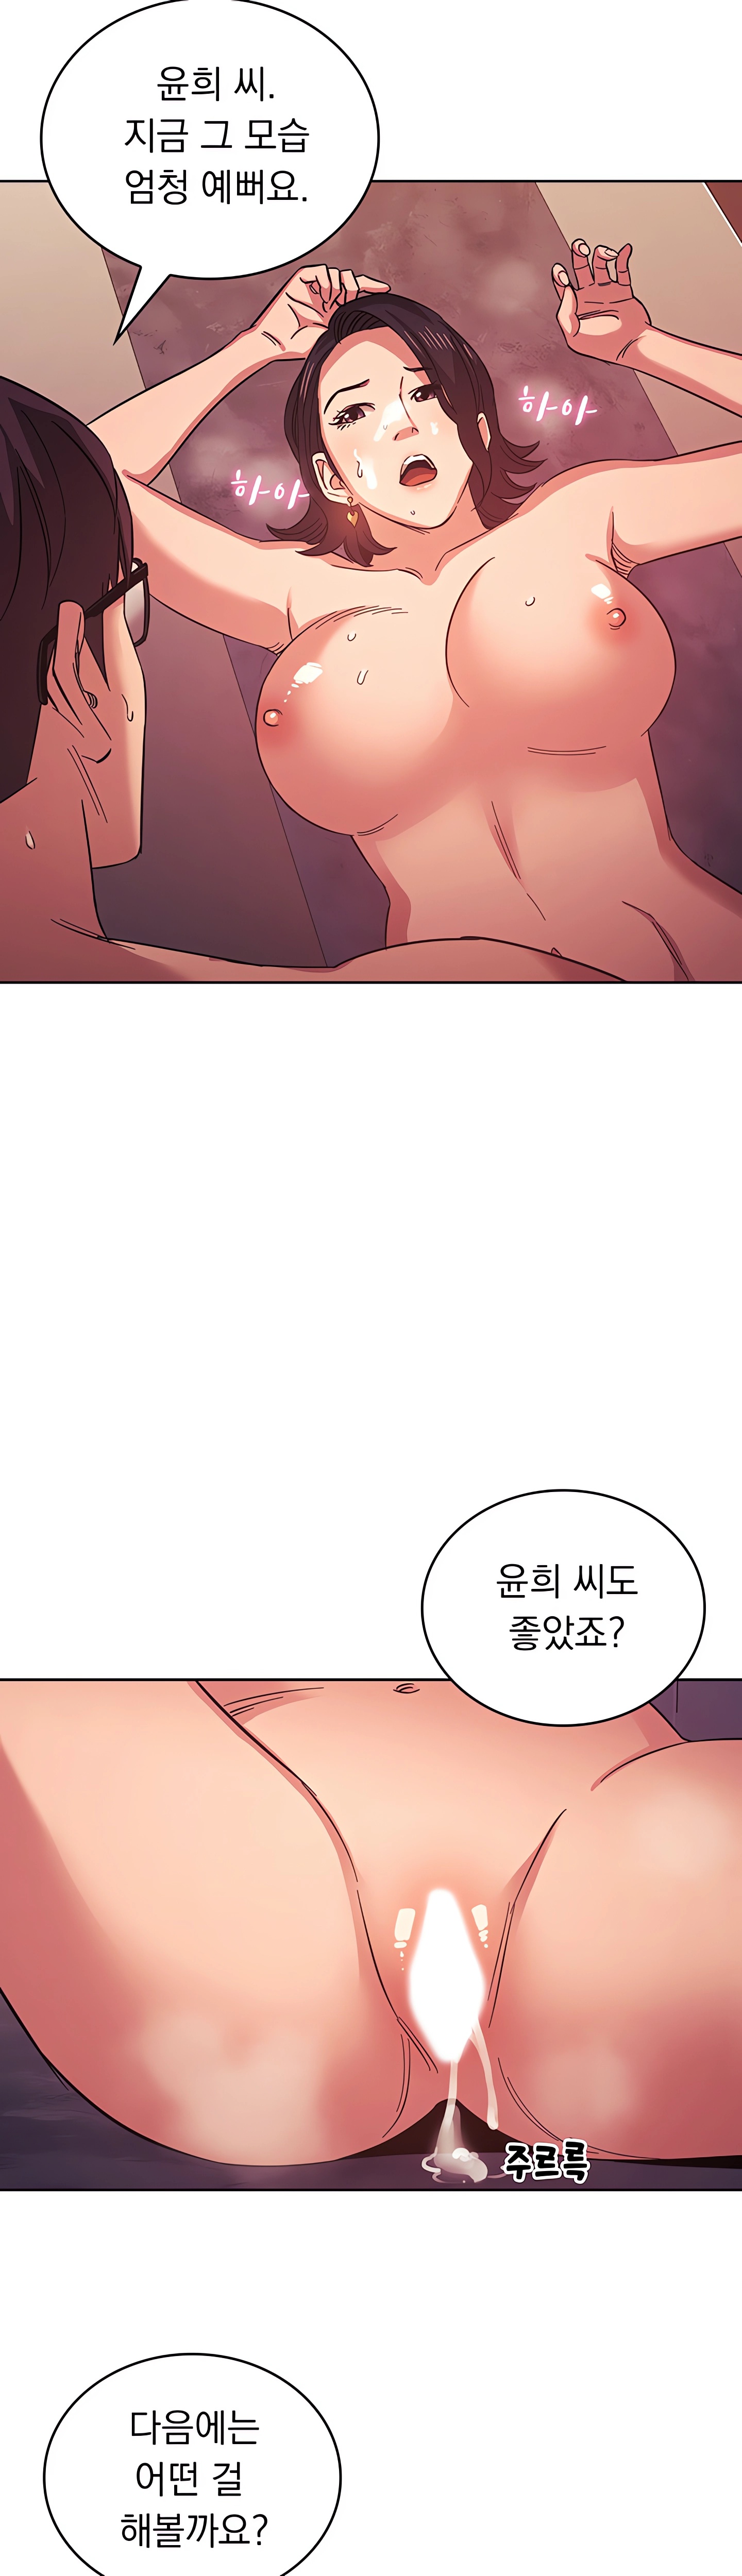 윤희 씨.
지금 그 모습
엄청 예뻐요.
하아
하아
윤희 씨도
좋았죠?
주르륵
다음에는
어떤 걸
해볼까요?